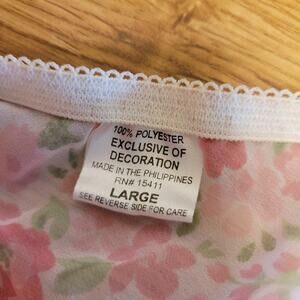 100% POLYESTER
EXCLUSIVE OF
DECORATION
MADE IN THE PHILIPPINES
RN# 15411
LARGE
SEE REVERSE SIDE FOR CARE